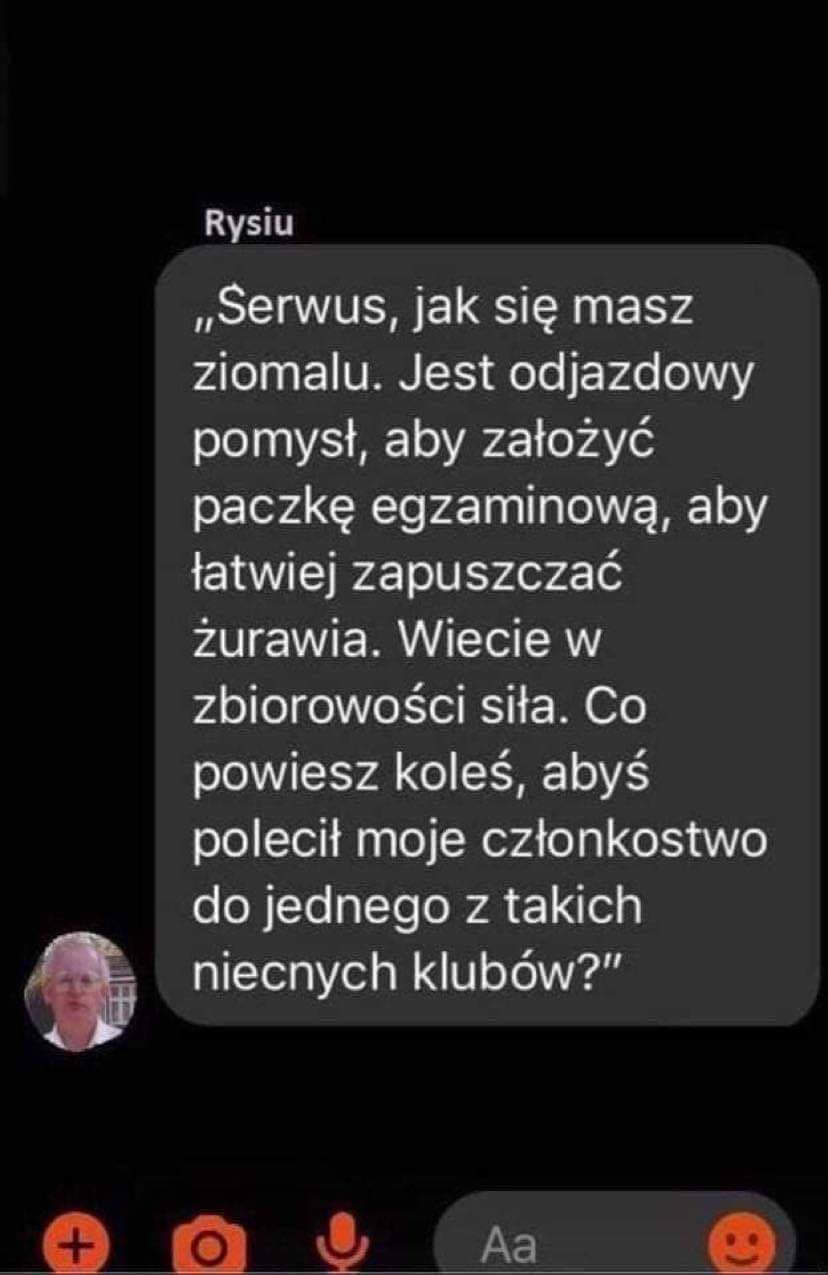 Rysiu
„Serwus, jak się masz
ziomalu. Jest odjazdowy
pomysł, aby założyć
paczkę egzaminową, aby
łatwiej zapuszczać
żurawia. Wiecie w
zbiorowości siła. Co
powiesz koleś, abyś
polecił moje członkostwo
do jednego z takich
niecnych klubów?"
Aa